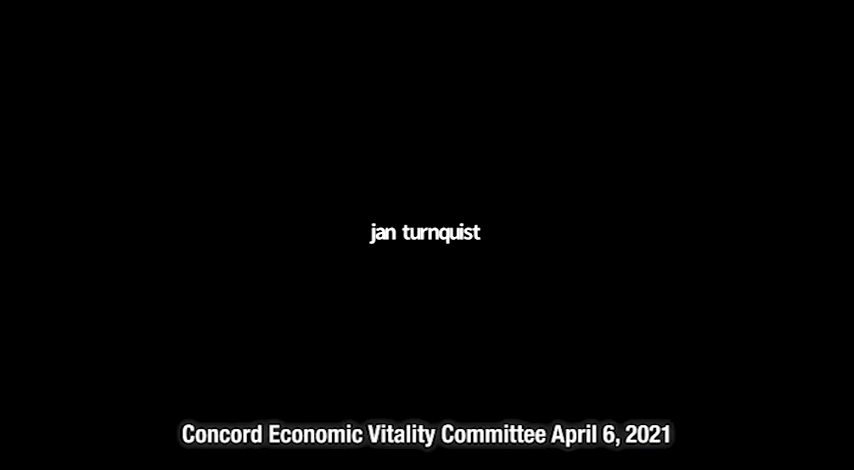 jan turnquist
Concord Economic Vitality Committee April 6, 2021